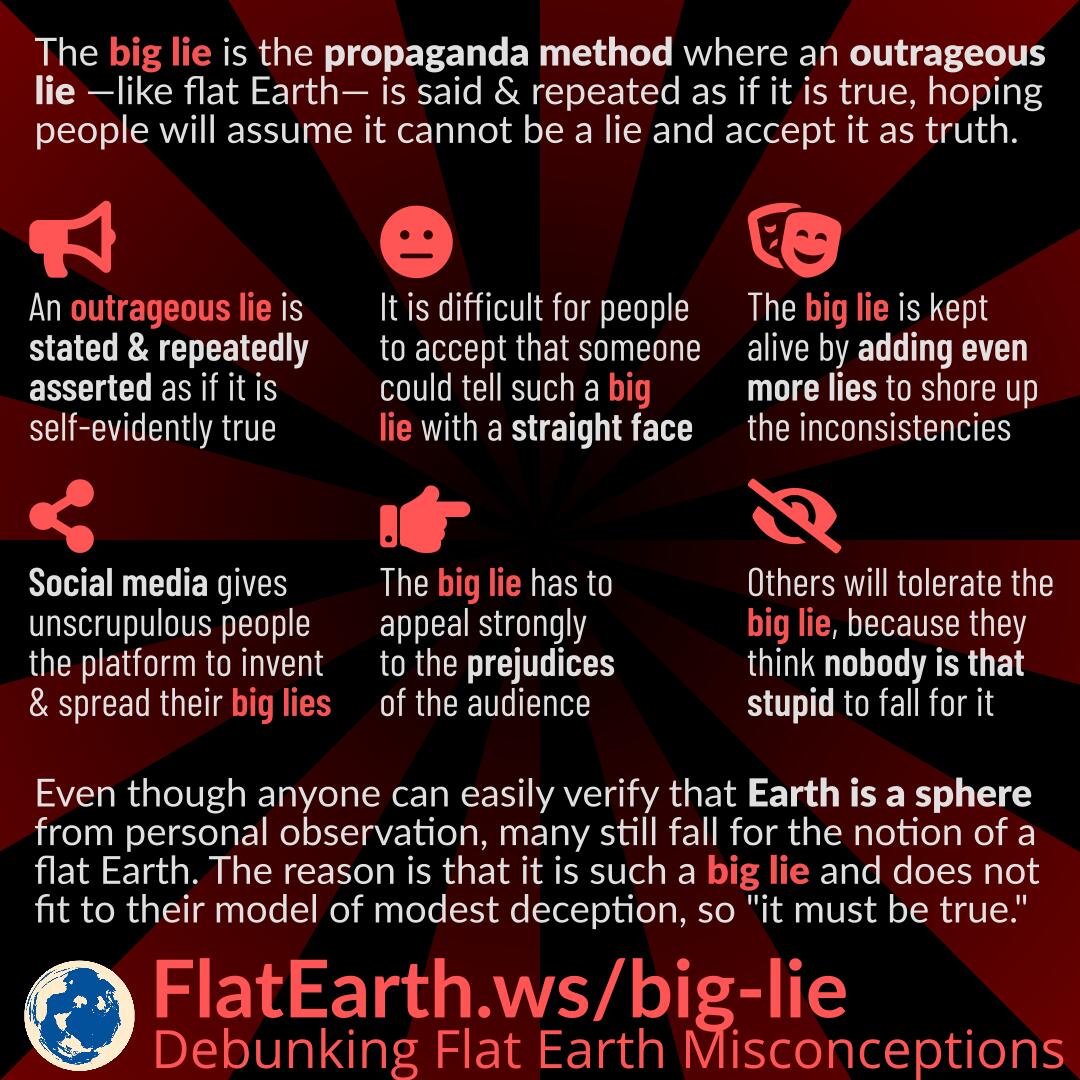 The big lie is the propaganda method where an outrageous
lie —like flat Earth— is said & repeated as if it is true, hoping
people will assume it cannot be a lie and accept it as truth.
An outrageous lie is
stated & repeatedly
asserted as if it is
self-evidently true
It is difficult for people
to accept that someone
could tell such a big
lie with a straight face
The big lie is kept
alive by adding even
more lies to shore up
the inconsistencies
Social media gives
unscrupulous people
the platform to invent
& spread their big lies
The big lie has to
appeal strongly
to the prejudices
of the audience
Others will tolerate the
big lie, because they
think nobody is that
stupid to fall for it
Even though anyone can easily verify that Earth is a sphere
from personal observation, many still fall for the notion of a
flat Earth. The reason is that it is such a big lie and does not
fit to their model of modest deception, so "it must be true."
FlatEarth.ws/big-lie
Debunking Flat Earth Misconceptions